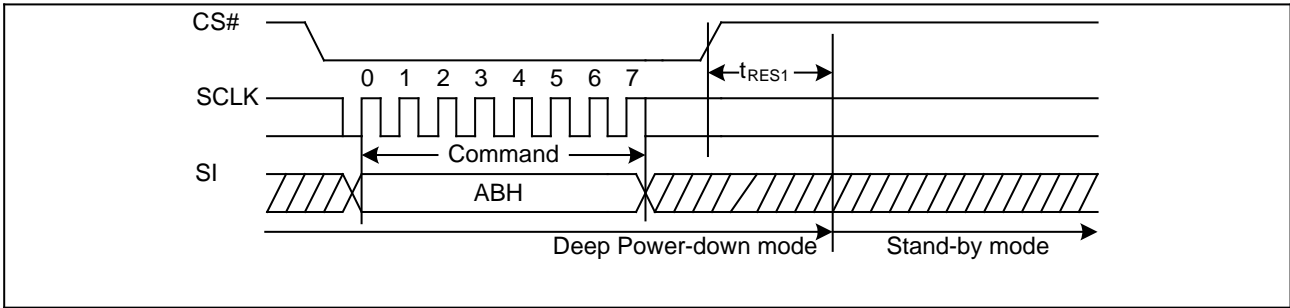 CS#
tRES1
0 1 2 3 4 5 6 7
SCLK
Command
SI
ABH
Deep Power-down mode Stand-by mode